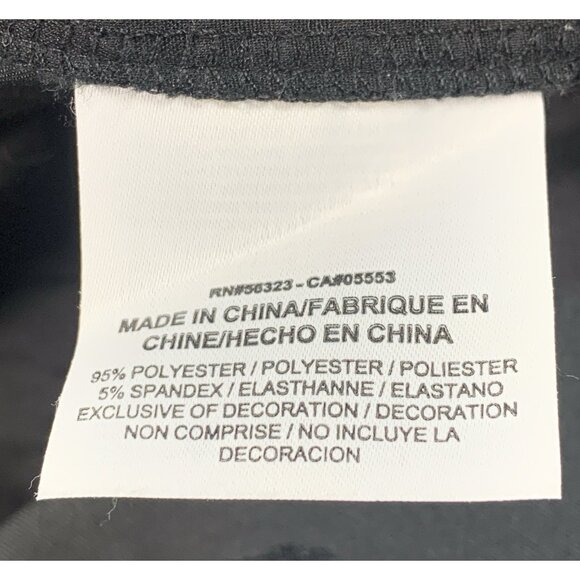 RN#56323 - CA#05553
MADE IN CHINA/FABRIQUE EN
CHINE/HECHO EN CHINA
95% POLYESTER / POLYESTER / POLIESTER
5% SPANDEX / ELASTHANNE / ELASTANO
EXCLUSIVE OF DECORATION / DECORATION
NON COMPRISE / NO INCLUYE LA
DECORACION